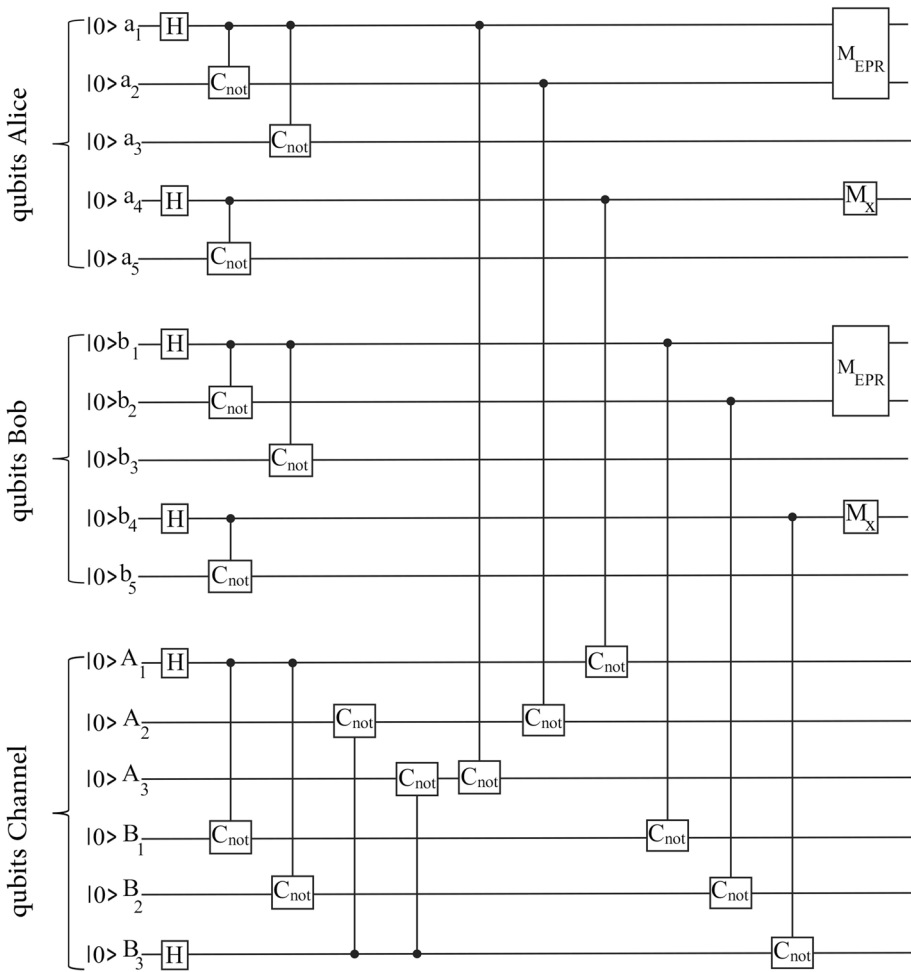 qubits Alice
|0> a1 H MEPR
|0> a2 Cnot
|0> a3 Cnot
|0> a4 H Mx
|0> a5 Cnot
qubits Bob
|0>b1 H MEPR
|0>b2 Cnot
|0>b3 Cnot
|0>b4 H Mx
|0>b5 Cnot
qubits Channel
|0> A1 H Cnot
|0> A2 Cnot Cnot
|0> A3 Cnot Cnot
|0> B1 Cnot Cnot
|0> B2 Cnot Cnot
|0> B3 H Cnot